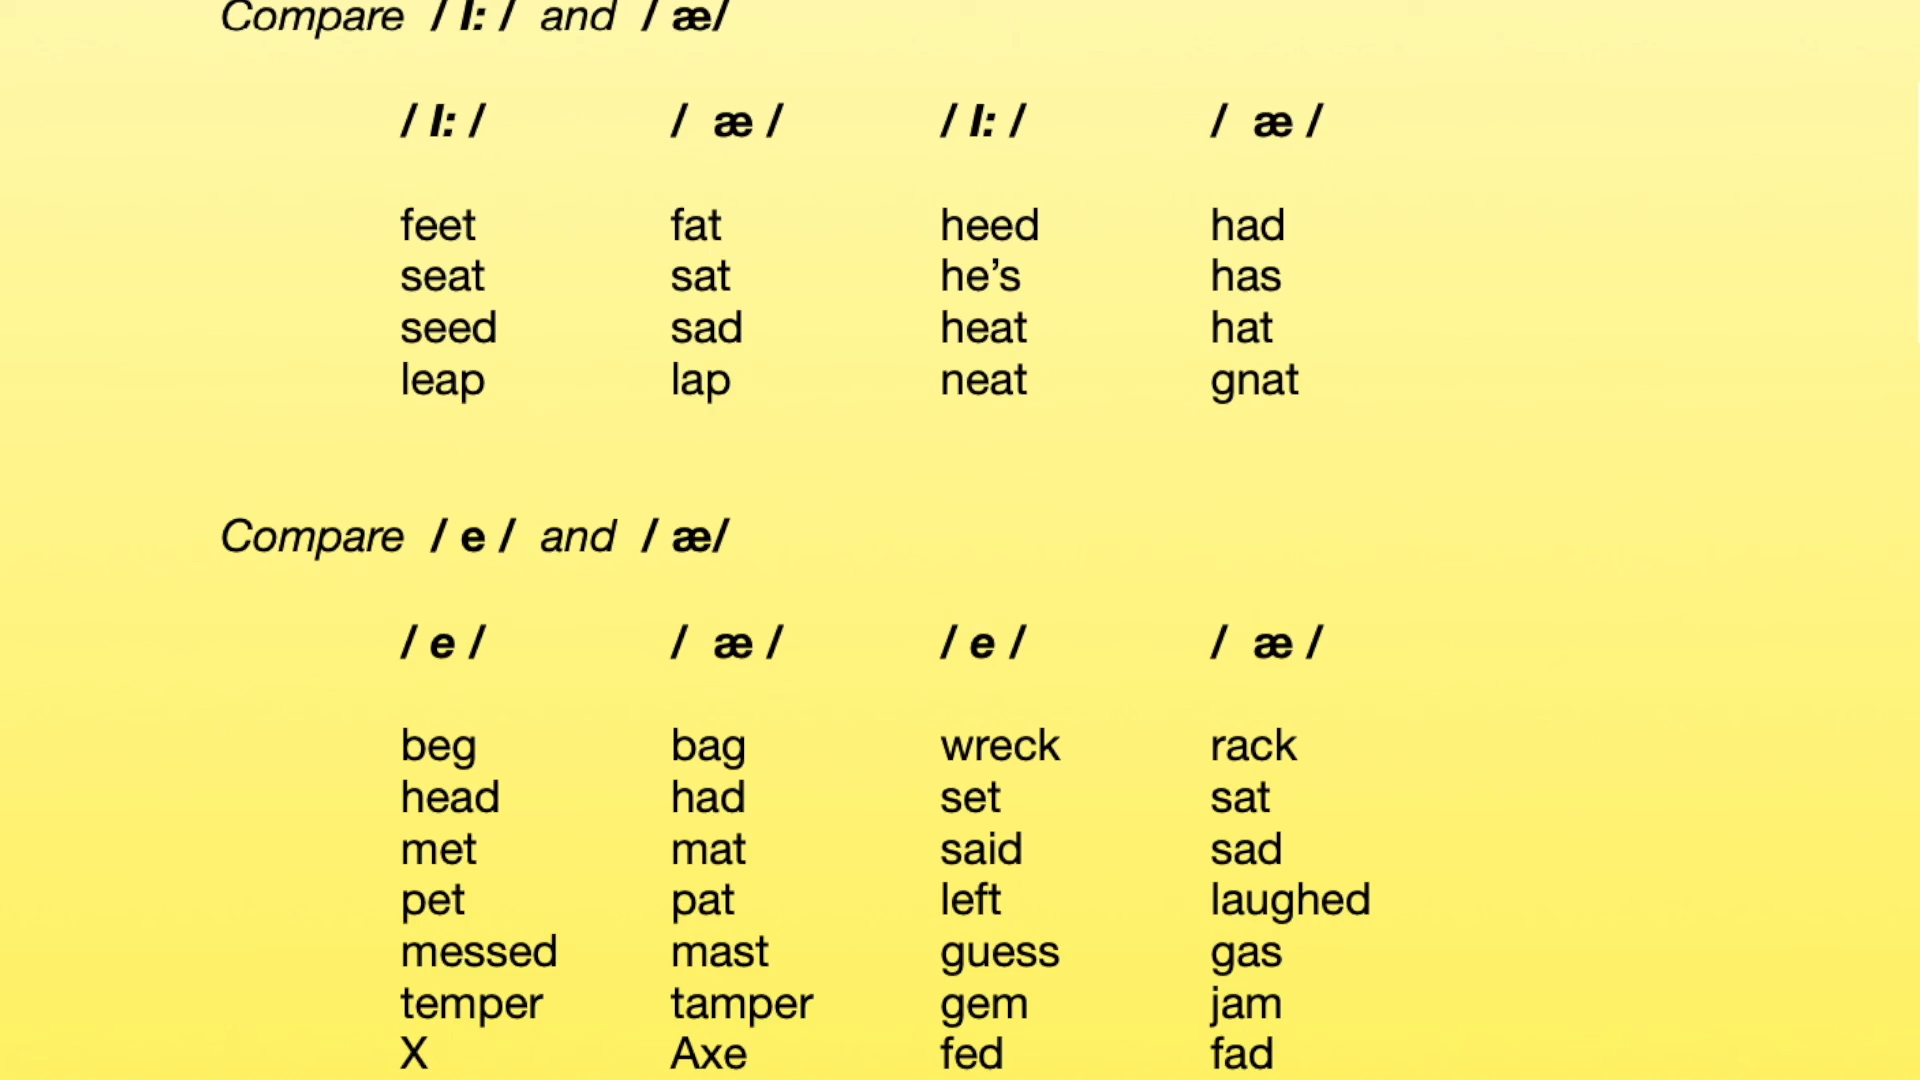 Compare / I: / and / æ/
/ I: / / æ / / I: / / æ /
feet fat heed had
seat sat he’s has
seed sad heat hat
leap lap neat gnat
Compare / e / and / æ/
/ e / / æ / / e / / æ /
beg bag wreck rack
head had set sat
met mat said sad
pet pat left laughed
messed mast guess gas
temper tamper gem jam
X Axe fed fad